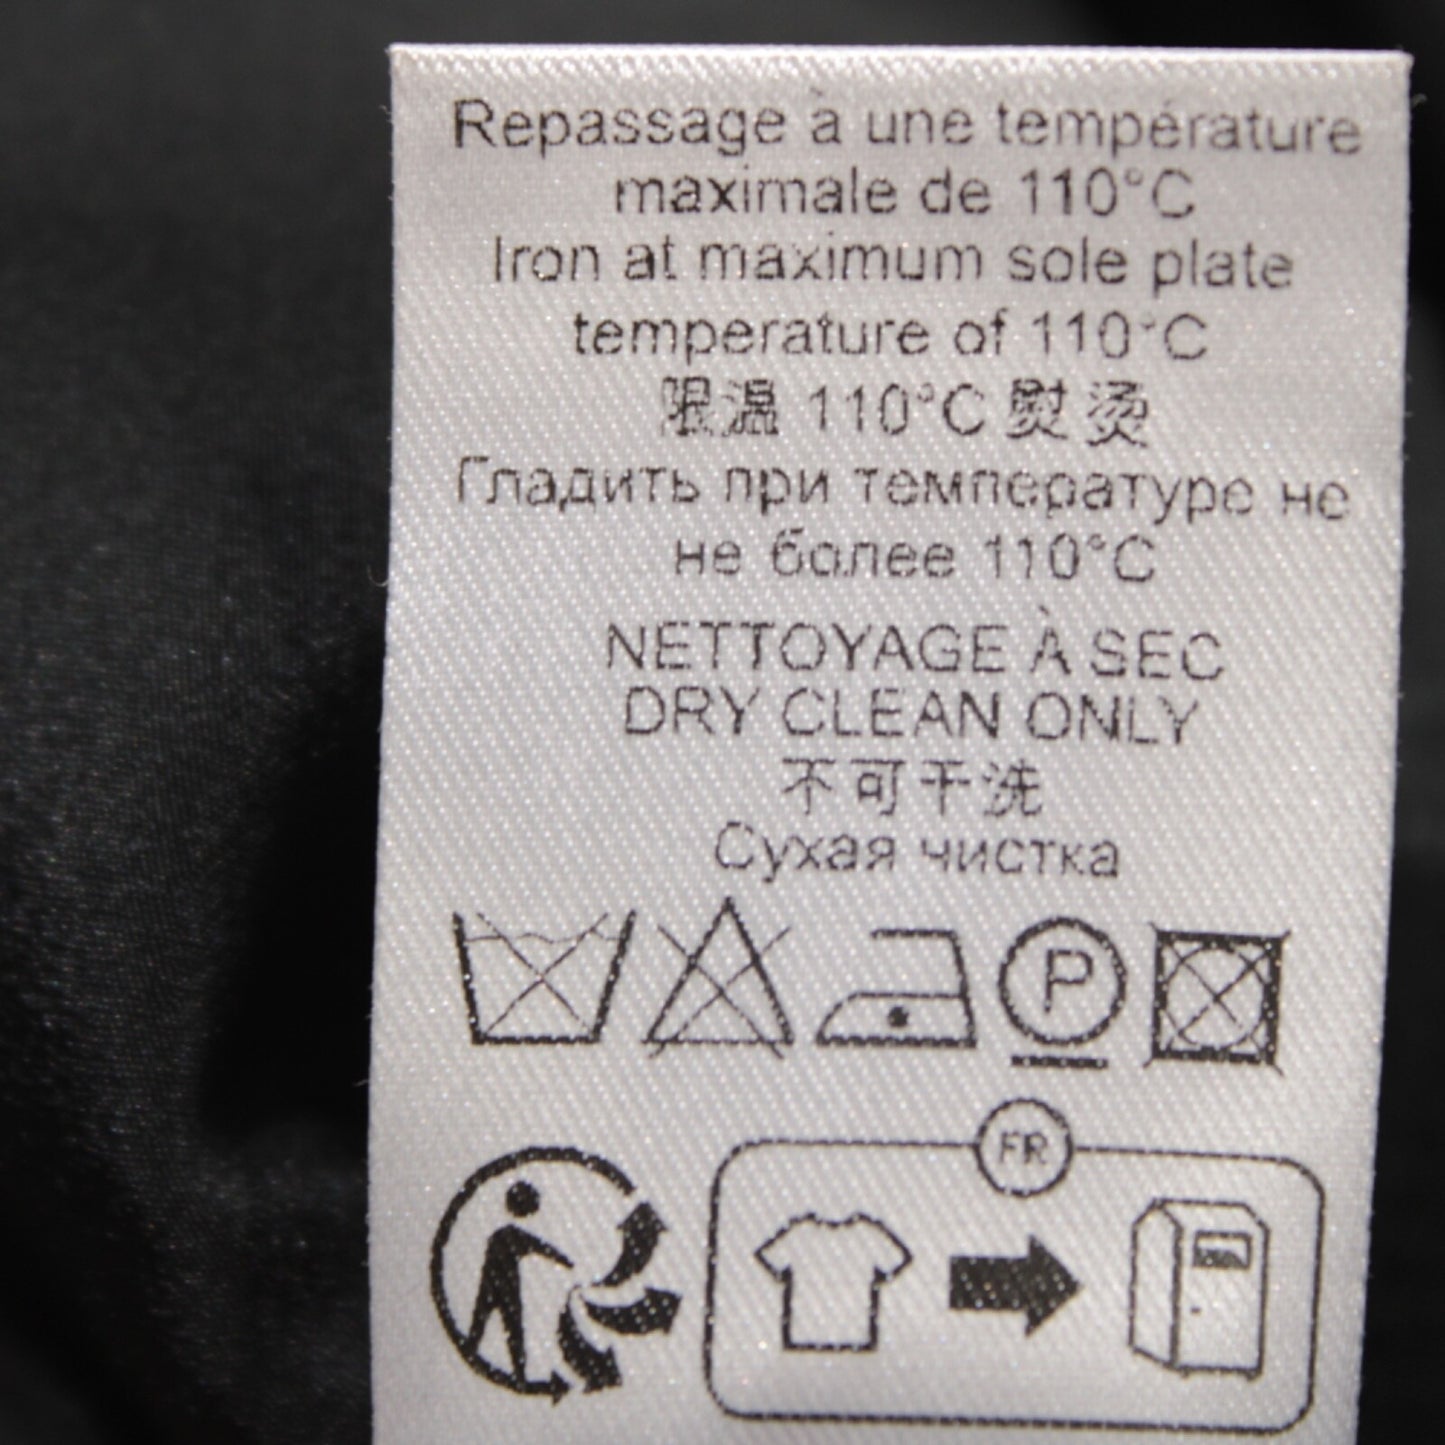 Repassage à une température
maximale de 110°C
Iron at maximum sole plate
temperature of 110°C
限温 110°C 熨烫
Гладить при температуре не
не более 110°C
NETTOYAGE À SEC
DRY CLEAN ONLY
不可干洗
Сухая чистка
P
FR